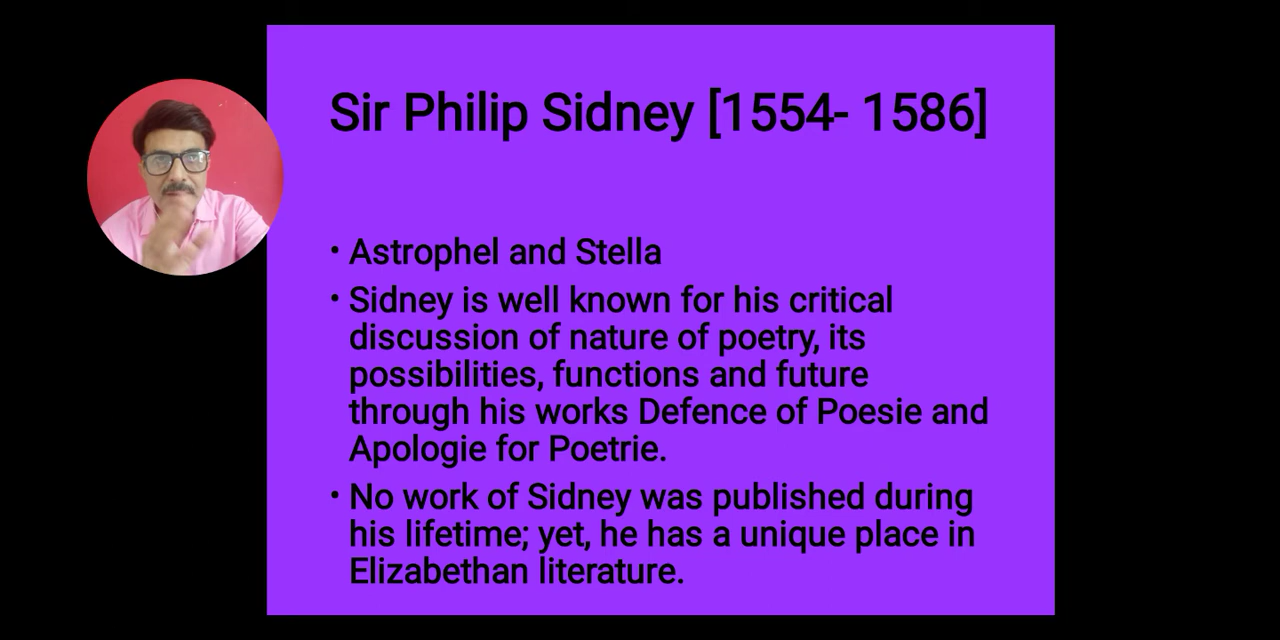 Sir Philip Sidney [1554- 1586]
• Astrophel and Stella
• Sidney is well known for his critical
discussion of nature of poetry, its
possibilities, functions and future
through his works Defence of Poesie and
Apologie for Poetrie.
• No work of Sidney was published during
his lifetime; yet, he has a unique place in
Elizabethan literature.